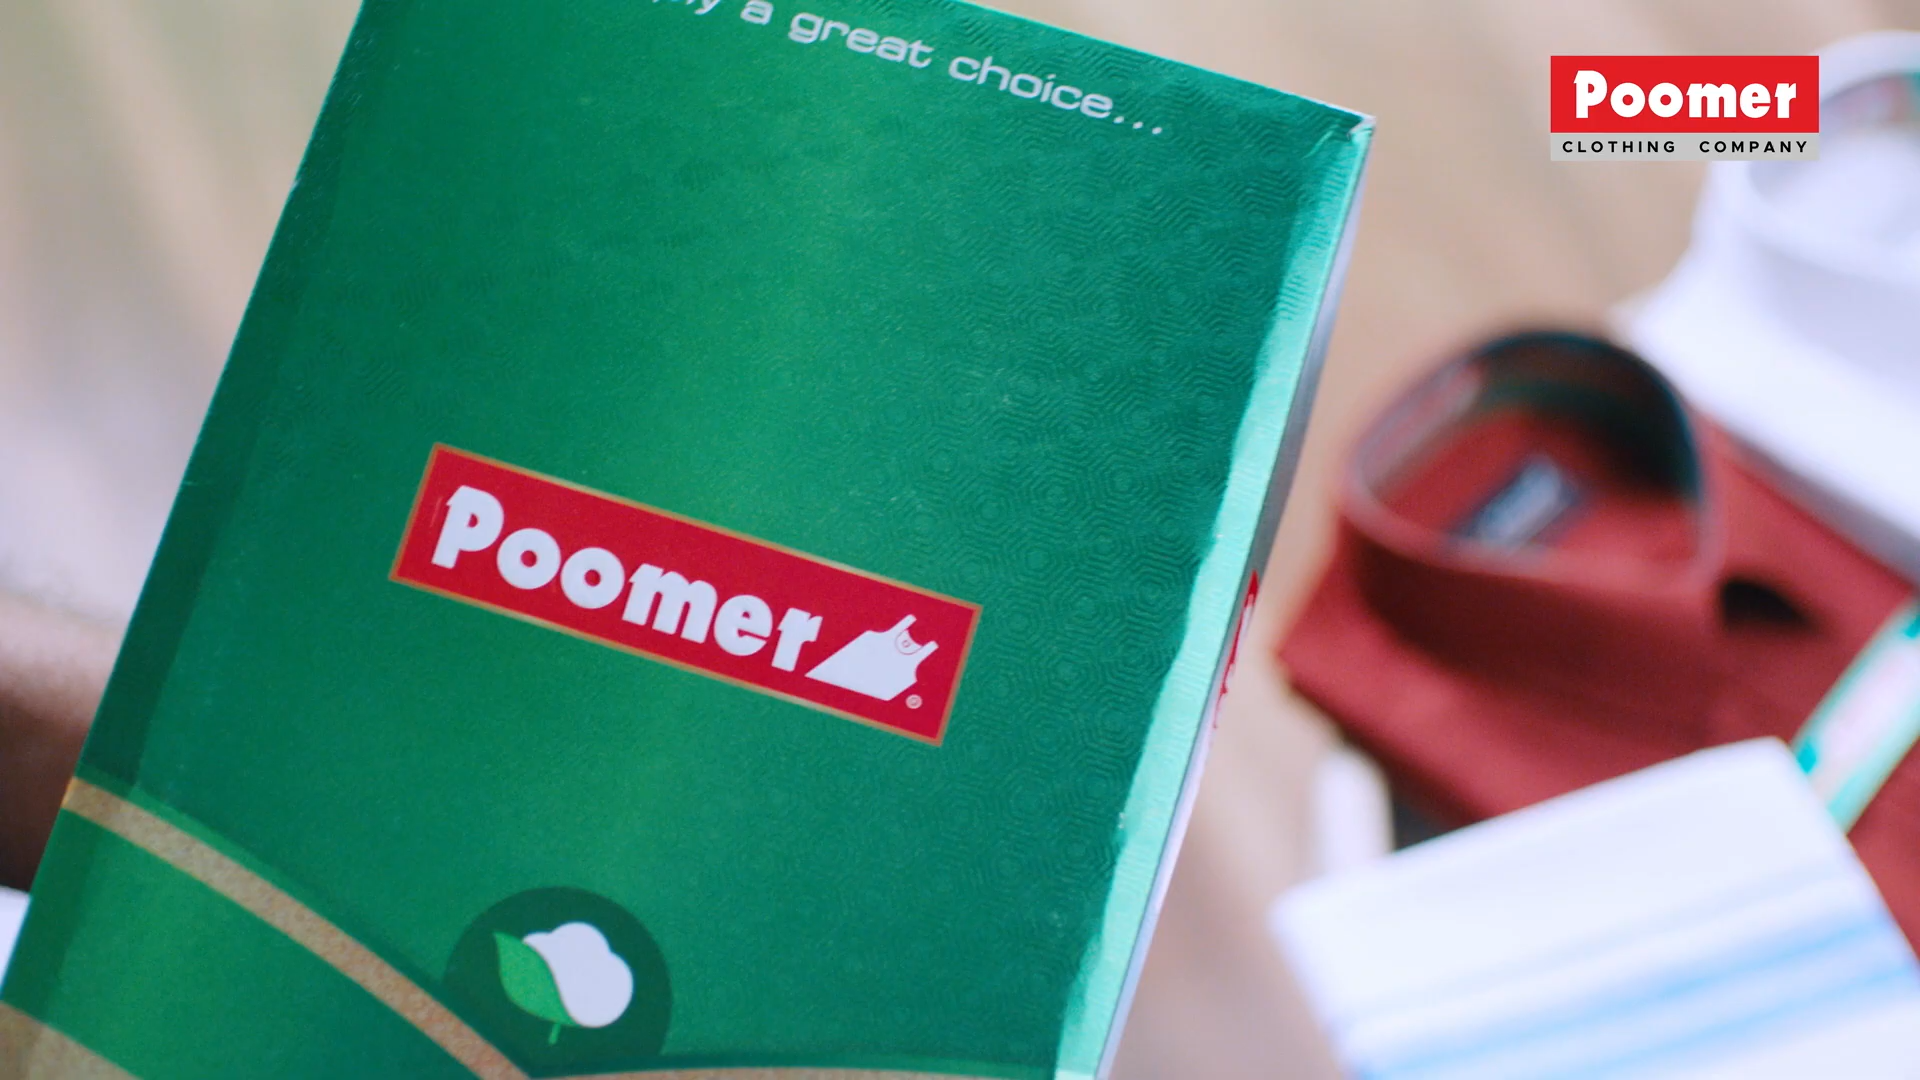 a great choice...
Poomer
CLOTHING COMPANY
Poomer
®